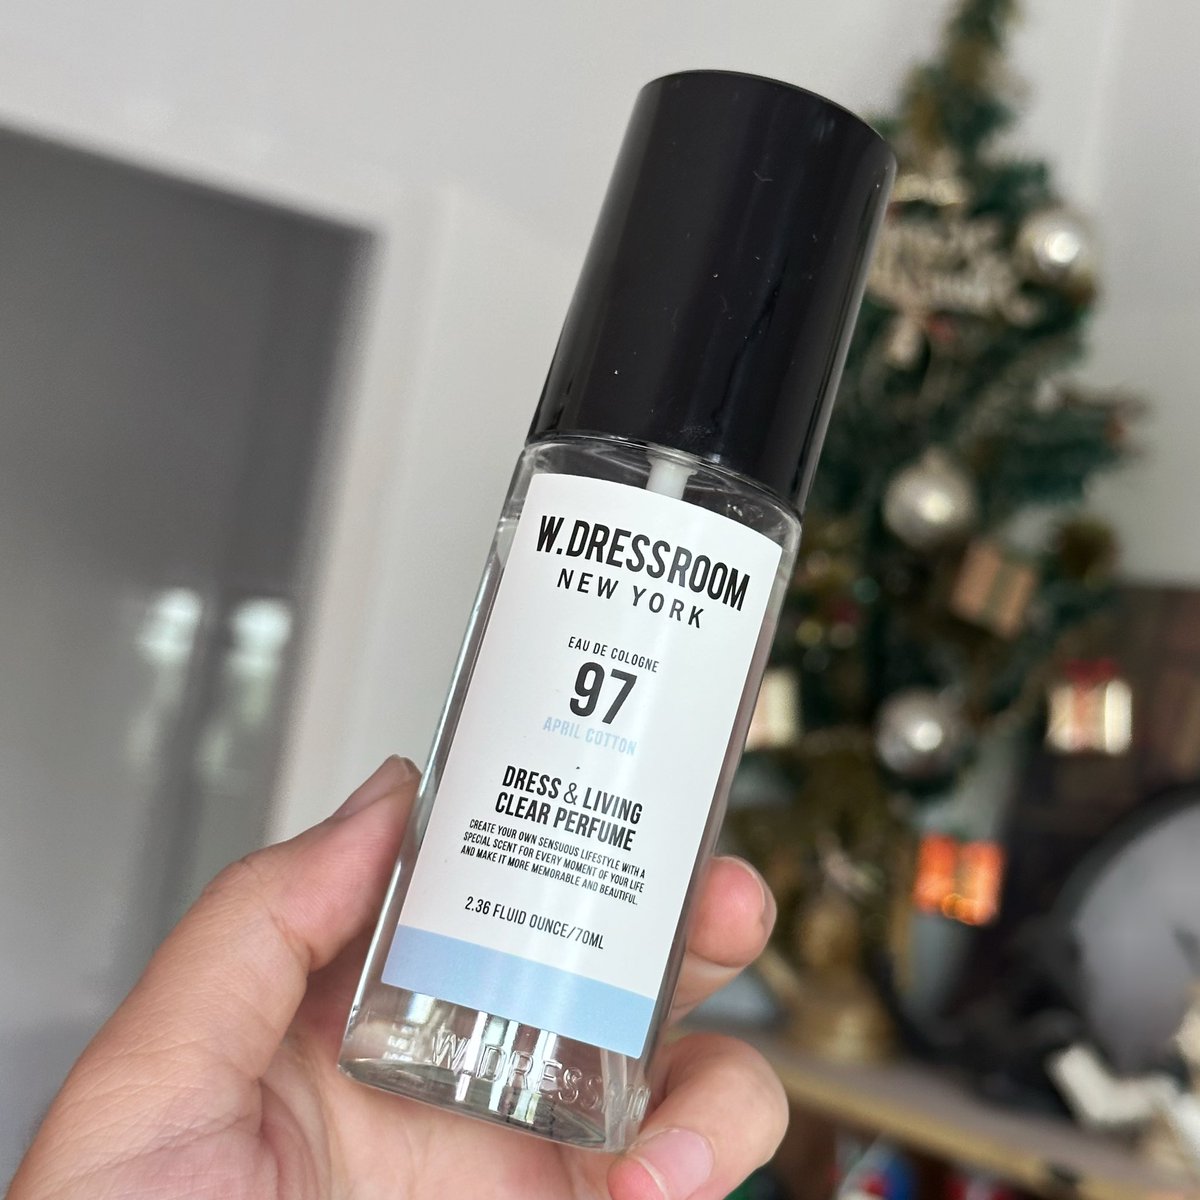 W.DRESSROOM
NEW YORK
EAU DE COLOGNE
97
APRIL COTTON
DRESS & LIVING
CLEAR PERFUME
CREATE YOUR OWN SENSUOUS LIFESTYLE WITH A
SPECIAL SCENT FOR EVERY MOMENT OF YOUR LIFE
AND MAKE IT MORE MEMORABLE AND BEAUTIFUL.
2.36 FLUID OUNCE/70ML
W.DRESS